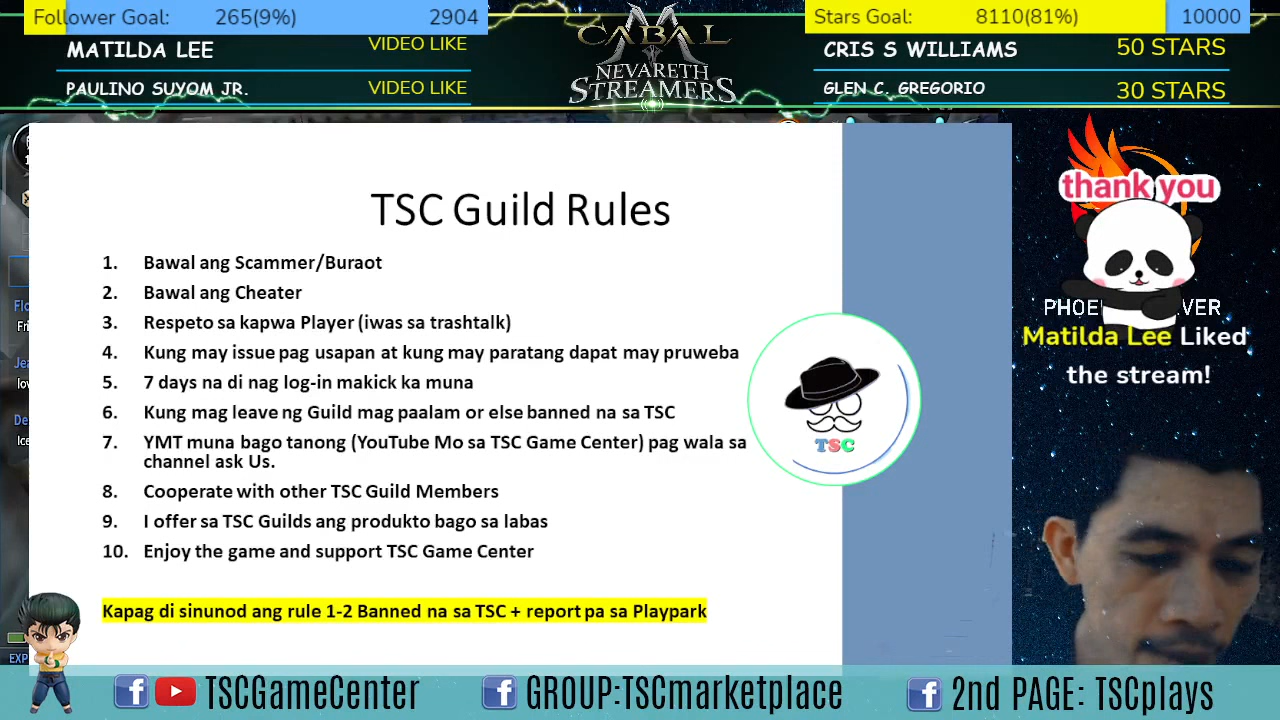 Follower Goal: 265(9%) 2904
Stars Goal: 8110(81%) 10000
MATILDA LEE VIDEO LIKE
PAULINO SUYOM JR. VIDEO LIKE
CABAL
NEVARETH
STREAMERS
CRIS S WILLIAMS 50 STARS
GLEN C. GREGORIO 30 STARS
TSC Guild Rules
1. Bawal ang Scammer/Buraot
2. Bawal ang Cheater
3. Respeto sa kapwa Player (iwas sa trashtalk)
4. Kung may issue pag usapan at kung may paratang dapat may pruweba
5. 7 days na di nag log-in makick ka muna
6. Kung mag leave ng Guild mag paalam or else banned na sa TSC
7. YMT muna bago tanong (YouTube Mo sa TSC Game Center) pag wala sa
channel ask Us.
8. Cooperate with other TSC Guild Members
9. I offer sa TSC Guilds ang produkto bago sa labas
10. Enjoy the game and support TSC Game Center
Kapag di sinunod ang rule 1-2 Banned na sa TSC + report pa sa Playpark
TSC
thank you
Matilda Lee Liked
the stream!
EXP
TSCGameCenter
GROUP:TSCmarketplace
2nd PAGE: TSCplays